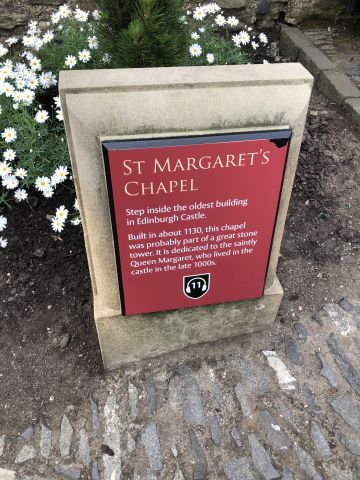 ST MARGARET'S
CHAPEL
Step inside the oldest building
in Edinburgh Castle.
Built in about 1130, this chapel
was probably part of a great stone
tower. It is dedicated to the saintly
Queen Margaret, who lived in the
castle in the late 1000s.
11